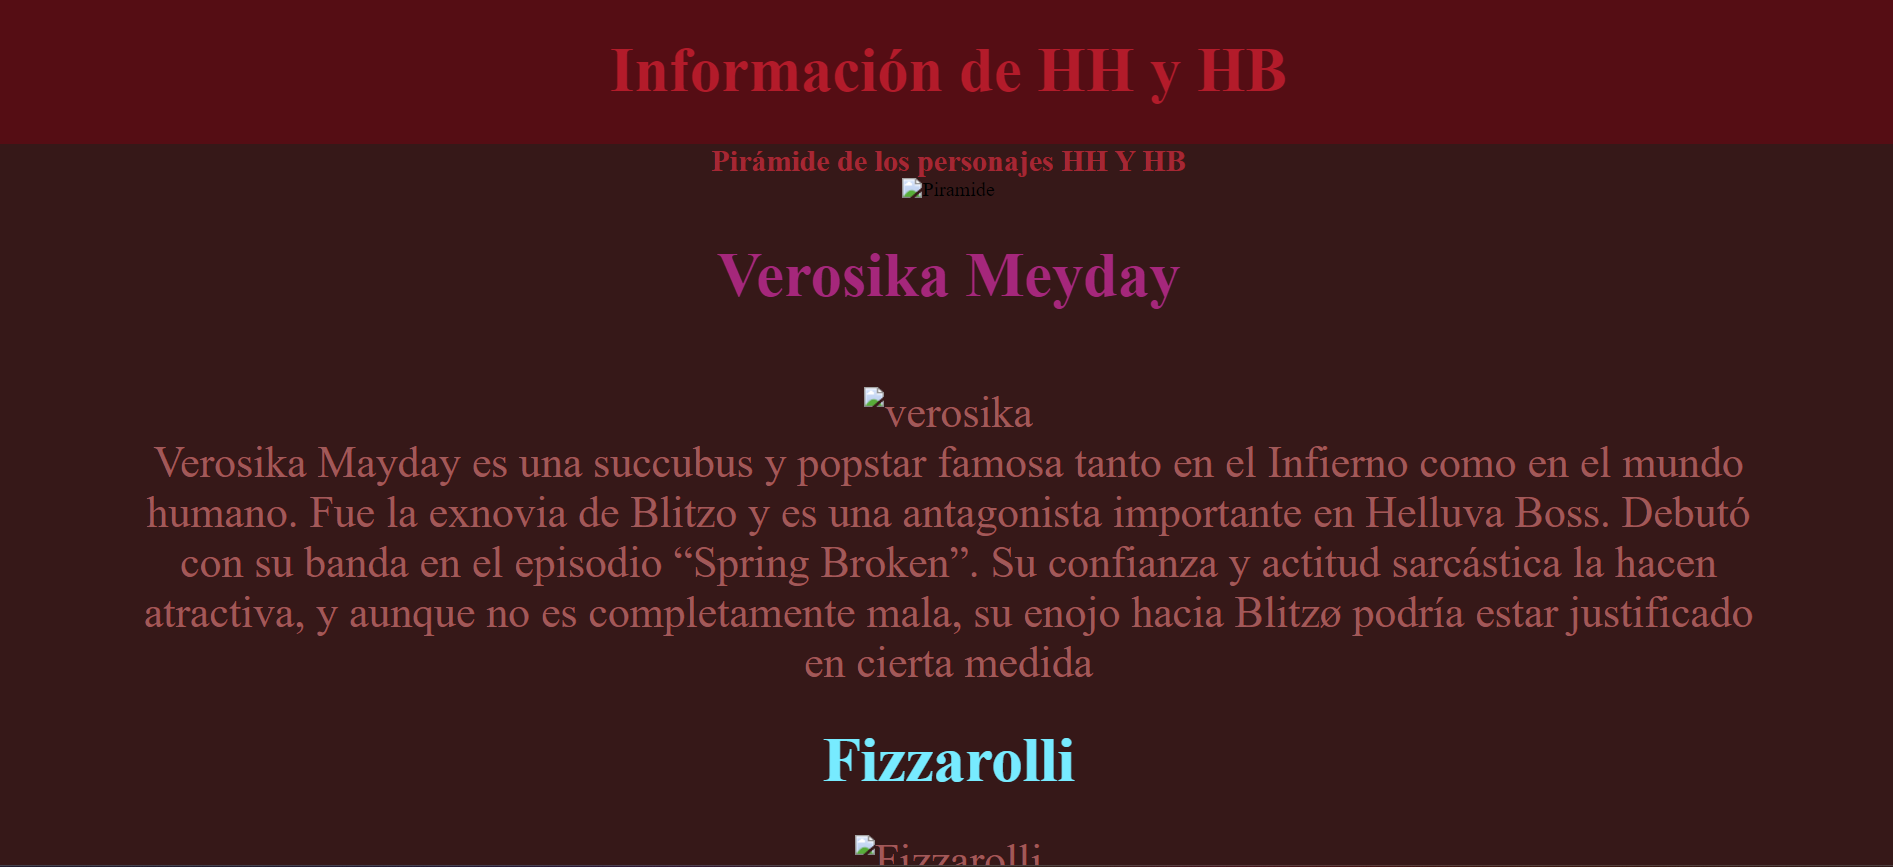 Información de HH y HB
Pirámide de los personajes HH Y HB
Piramide
Verosika Meyday
verosika
Verosika Mayday es una succubus y popstar famosa tanto en el Infierno como en el mundo
humano. Fue la exnovia de Blitzo y es una antagonista importante en Helluva Boss. Debutó
con su banda en el episodio “Spring Broken”. Su confianza y actitud sarcástica la hacen
atractiva, y aunque no es completamente mala, su enojo hacia Blitzø podría estar justificado
en cierta medida
Fizzarolli
Fizzarolli